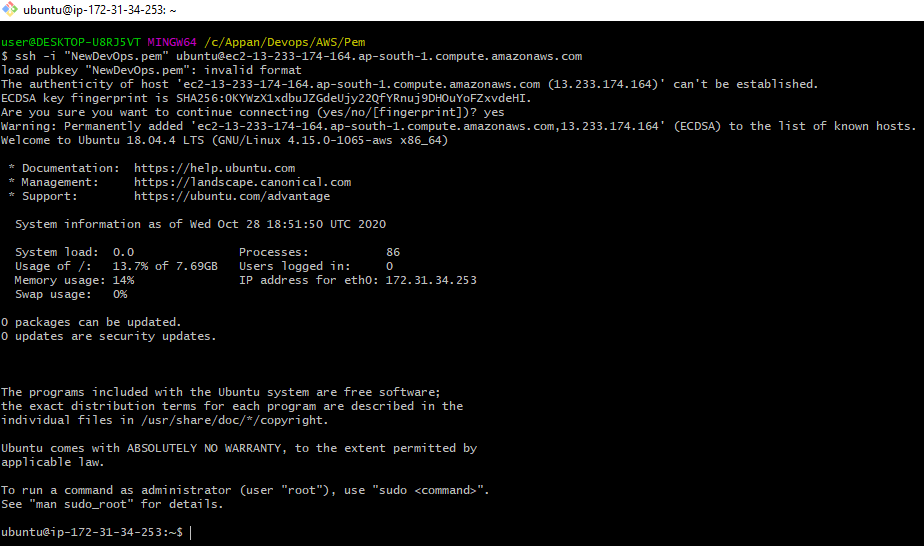 ubuntu@ip-172-31-34-253: ~
user@DESKTOP-U8RJ5VT MINGW64 /c/Appan/Devops/AWS/Pem
$ ssh -i "NewDevOps.pem" ubuntu@ec2-13-233-174-164.ap-south-1.compute.amazonaws.com
load pubkey "NewDevOps.pem": invalid format
The authenticity of host 'ec2-13-233-174-164.ap-south-1.compute.amazonaws.com (13.233.174.164)' can't be established.
ECDSA key fingerprint is SHA256:OKYWzX1xdbuJZGdeUjy22QfYRnuj9DHOuYoFZxvdeHI.
Are you sure you want to continue connecting (yes/no/[fingerprint])? yes
Warning: Permanently added 'ec2-13-233-174-164.ap-south-1.compute.amazonaws.com,13.233.174.164' (ECDSA) to the list of known hosts.
Welcome to Ubuntu 18.04.4 LTS (GNU/Linux 4.15.0-1065-aws x86_64)
* Documentation:  https://help.ubuntu.com
* Management:     https://landscape.canonical.com
* Support:        https://ubuntu.com/advantage
System information as of Wed Oct 28 18:51:50 UTC 2020
System load:  0.0               Processes:           86
Usage of /:   13.7% of 7.69GB   Users logged in:     0
Memory usage: 14%               IP address for eth0: 172.31.34.253
Swap usage:   0%
0 packages can be updated.
0 updates are security updates.
The programs included with the Ubuntu system are free software;
the exact distribution terms for each program are described in the
individual files in /usr/share/doc/*/copyright.
Ubuntu comes with ABSOLUTELY NO WARRANTY, to the extent permitted by
applicable law.
To run a command as administrator (user "root"), use "sudo <command>".
See "man sudo_root" for details.
ubuntu@ip-172-31-34-253:~$